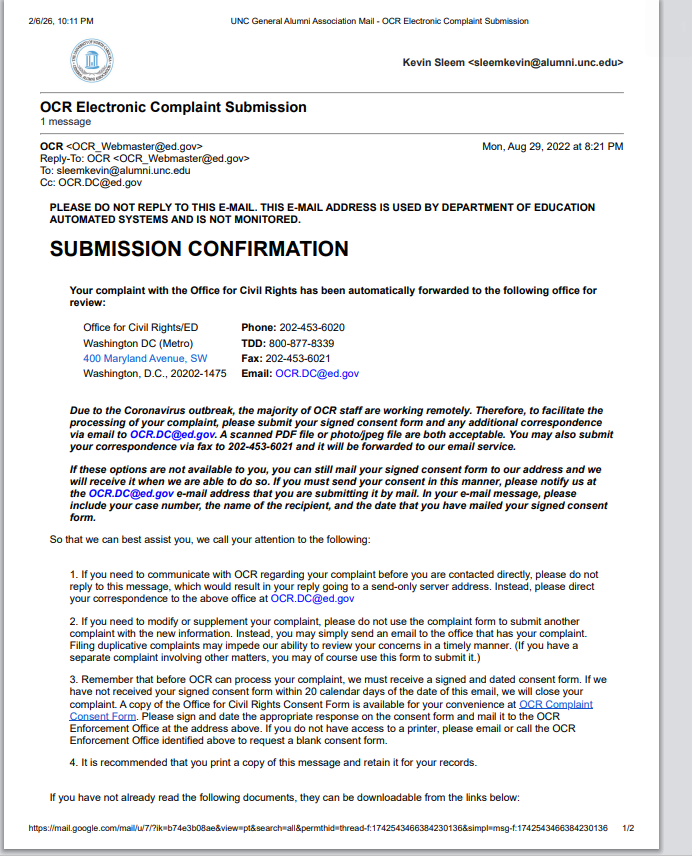 2/6/26, 10:11 PM UNC General Alumni Association Mail - OCR Electronic Complaint Submission
Kevin Sleem <sleemkevin@alumni.unc.edu>
OCR Electronic Complaint Submission
1 message
OCR <OCR_Webmaster@ed.gov> Mon, Aug 29, 2022 at 8:21 PM
Reply-To: OCR <OCR_Webmaster@ed.gov>
To: sleemkevin@alumni.unc.edu
Cc: OCR.DC@ed.gov
PLEASE DO NOT REPLY TO THIS E-MAIL. THIS E-MAIL ADDRESS IS USED BY DEPARTMENT OF EDUCATION
AUTOMATED SYSTEMS AND IS NOT MONITORED.
SUBMISSION CONFIRMATION
Your complaint with the Office for Civil Rights has been automatically forwarded to the following office for
review:
Office for Civil Rights/ED Phone: 202-453-6020
Washington DC (Metro) TDD: 800-877-8339
400 Maryland Avenue, SW Fax: 202-453-6021
Washington, D.C., 20202-1475 Email: OCR.DC@ed.gov
Due to the Coronavirus outbreak, the majority of OCR staff are working remotely. Therefore, to facilitate the
processing of your complaint, please submit your signed consent form and any additional correspondence
via email to OCR.DC@ed.gov. A scanned PDF file or photo/jpeg file are both acceptable. You may also submit
your correspondence via fax to 202-453-6021 and it will be forwarded to our email service.
If these options are not available to you, you can still mail your signed consent form to our address and we
will receive it when we are able to do so. If you must send your consent in this manner, please notify us at
the OCR.DC@ed.gov e-mail address that you are submitting it by mail. In your e-mail message, please
include your case number, the name of the recipient, and the date that you have mailed your signed consent
form.
So that we can best assist you, we call your attention to the following:
1. If you need to communicate with OCR regarding your complaint before you are contacted directly, please do not
reply to this message, which would result in your reply going to a send-only server address. Instead, please direct
your correspondence to the above office at OCR.DC@ed.gov
2. If you need to modify or supplement your complaint, please do not use the complaint form to submit another
complaint with the new information. Instead, you may simply send an email to the office that has your complaint.
Filing duplicative complaints may impede our ability to review your concerns in a timely manner. (If you have a
separate complaint involving other matters, you may of course use this form to submit it.)
3. Remember that before OCR can process your complaint, we must receive a signed and dated consent form. If we
have not received your signed consent form within 20 calendar days of the date of this email, we will close your
complaint. A copy of the Office for Civil Rights Consent Form is available for your convenience at OCR Complaint
Consent Form. Please sign and date the appropriate response on the consent form and mail it to the OCR
Enforcement Office at the address above. If you do not have access to a printer, please email or call the OCR
Enforcement Office identified above to request a blank consent form.
4. It is recommended that you print a copy of this message and retain it for your records.
If you have not already read the following documents, they can be downloadable from the links below:
https://mail.google.com/mail/u/7/?ik=b74e3b08ae&view=pt&search=all&permthid=thread-f:1742543466384230136&simpl=msg-f:1742543466384230136 1/2